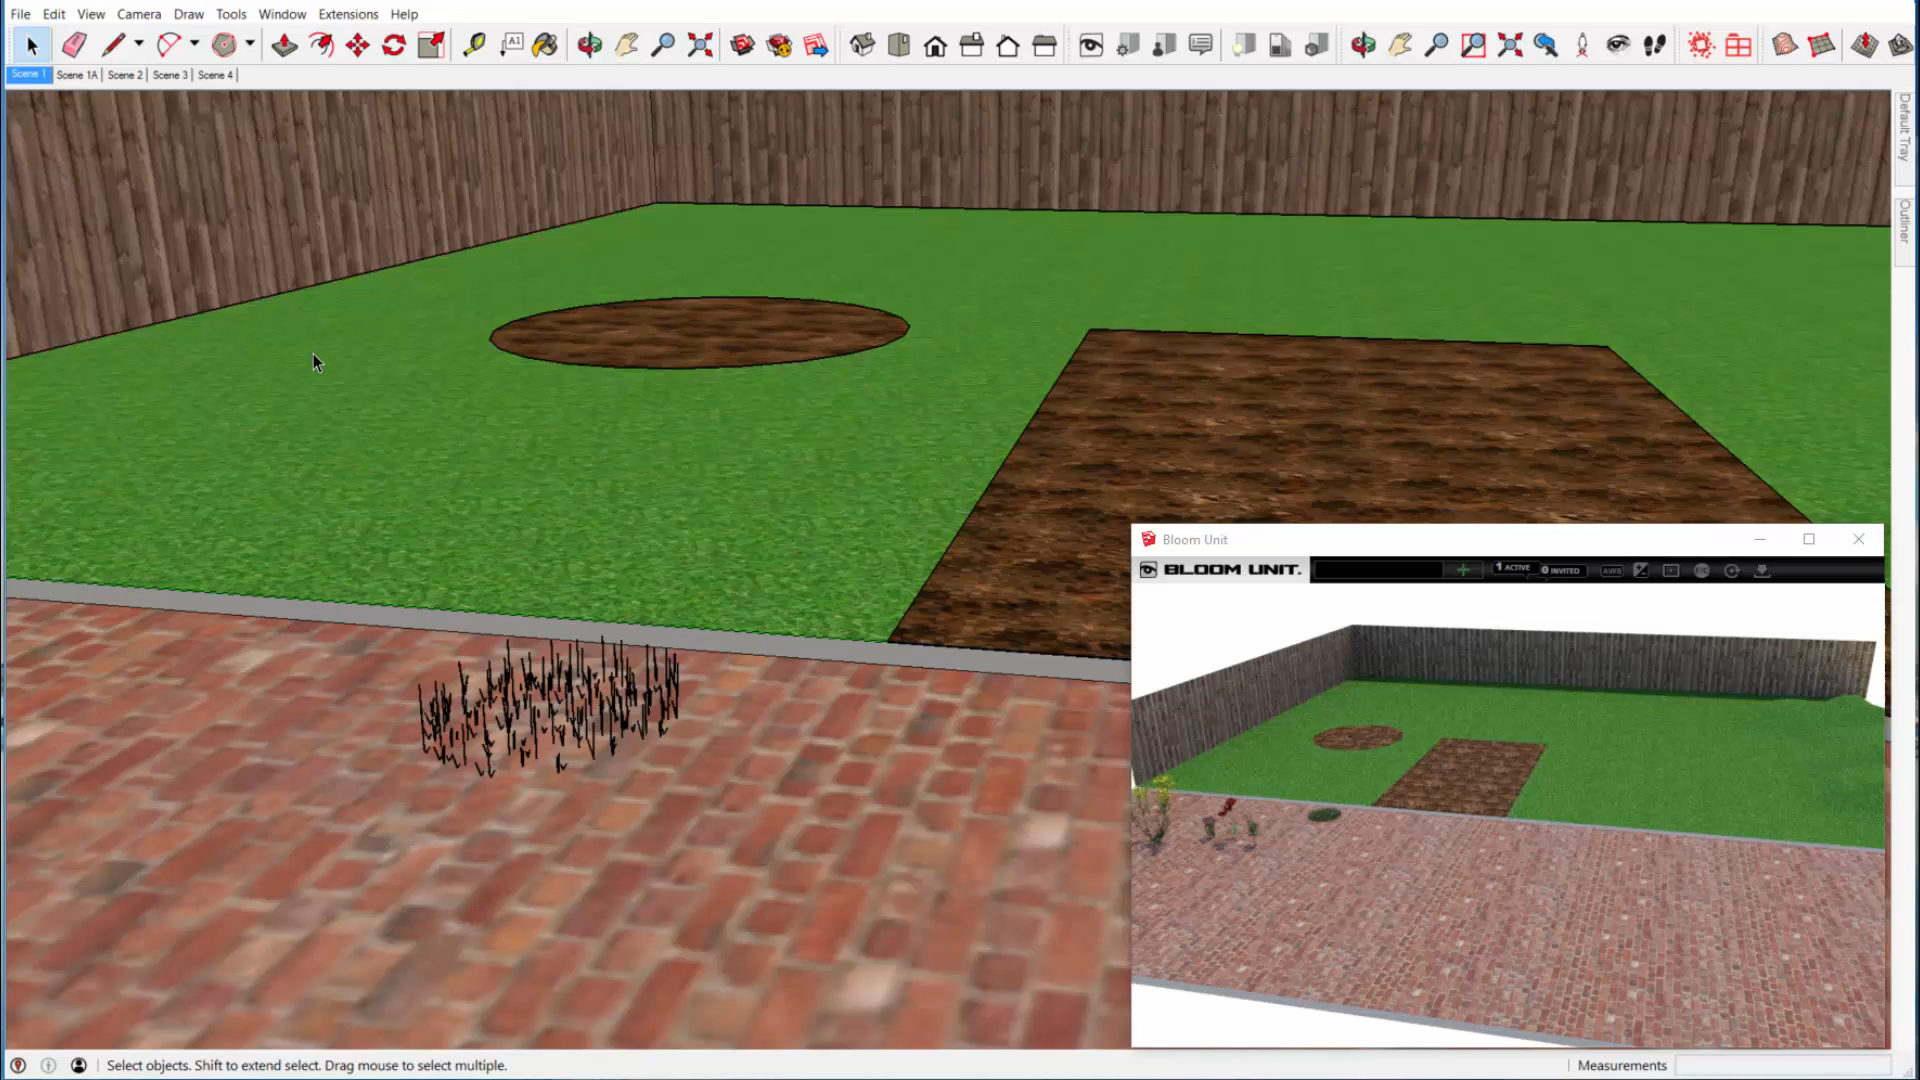 File Edit View Camera Draw Tools Window Extensions Help
A1
Scene 1 Scene 1A Scene 2 Scene 3 Scene 4
Default Tray
Outliner
Bloom Unit
BLOOM UNIT. 1 ACTIVE 0 INVITED AWB
Select objects. Shift to extend select. Drag mouse to select multiple.
Measurements